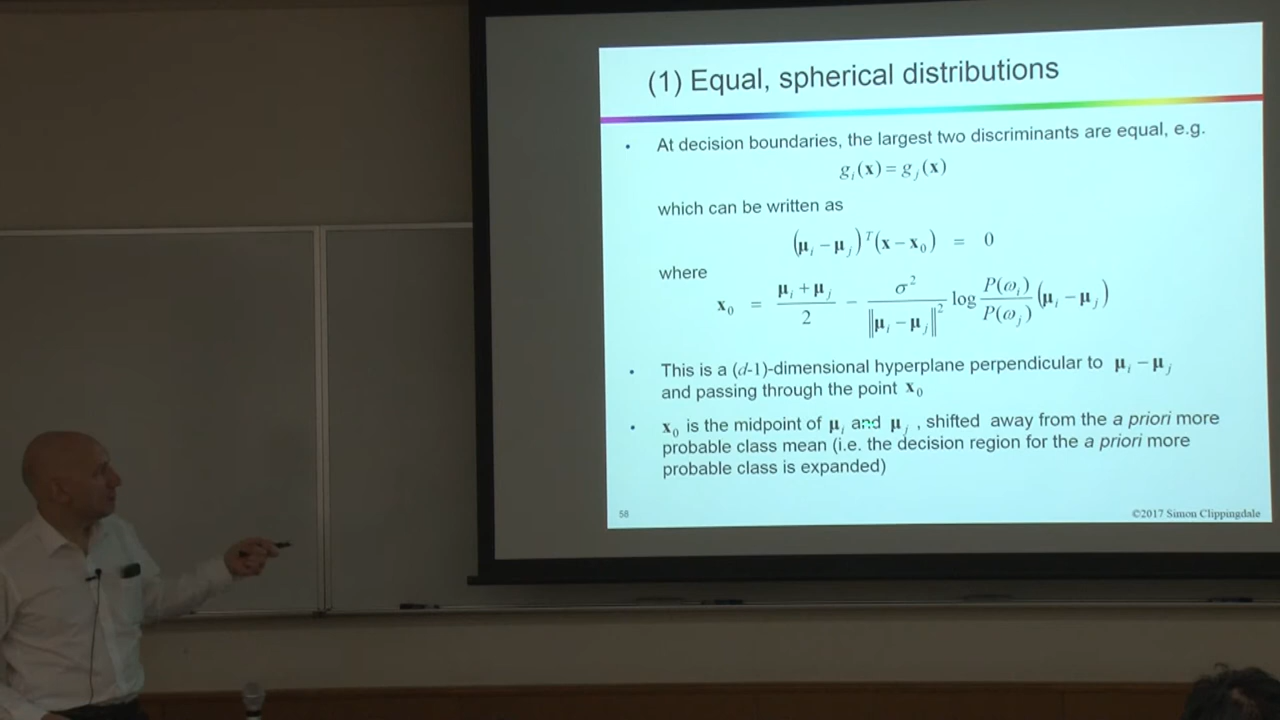 (1) Equal, spherical distributions
• At decision boundaries, the largest two discriminants are equal, e.g.
g_i(x) = g_j(x)
which can be written as
(μ_i − μ_j)^T (x − x_0) = 0
where
x_0 = (μ_i + μ_j)/2 − σ²/‖μ_i − μ_j‖² log P(ω_i)/P(ω_j) (μ_i − μ_j)
• This is a (d-1)-dimensional hyperplane perpendicular to μ_i − μ_j
and passing through the point x_0
• x_0 is the midpoint of μ_i and μ_j , shifted away from the a priori more
probable class mean (i.e. the decision region for the a priori more
probable class is expanded)
58
©2017 Simon Clippingdale